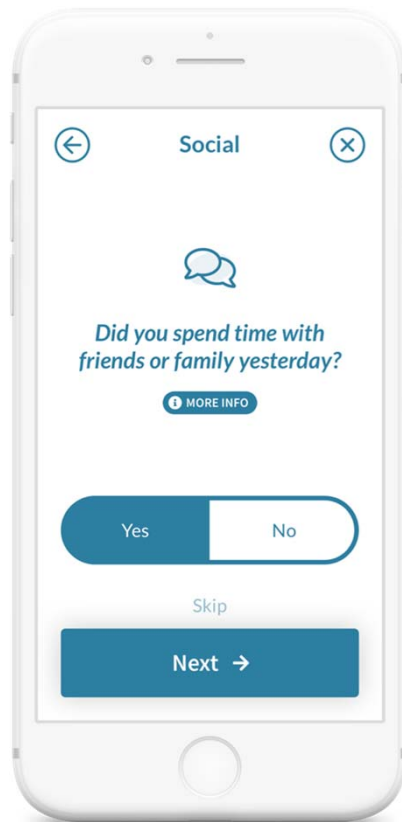 Social
Did you spend time with
friends or family yesterday?
MORE INFO
Yes
No
Skip
Next